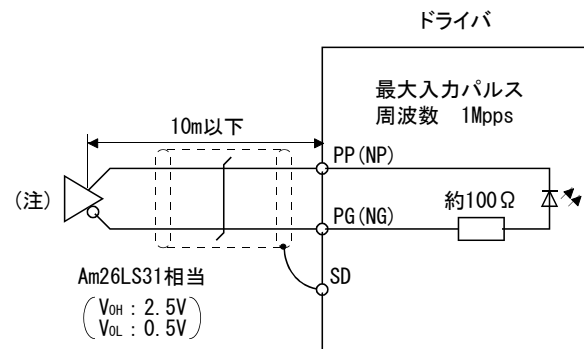 ドライバ
最大入力パルス
周波数 1Mpps
10m以下
PP(NP)
(注)
約100Ω
PG(NG)
Am26LS31相当
SD
VOH : 2.5V
VOL : 0.5V